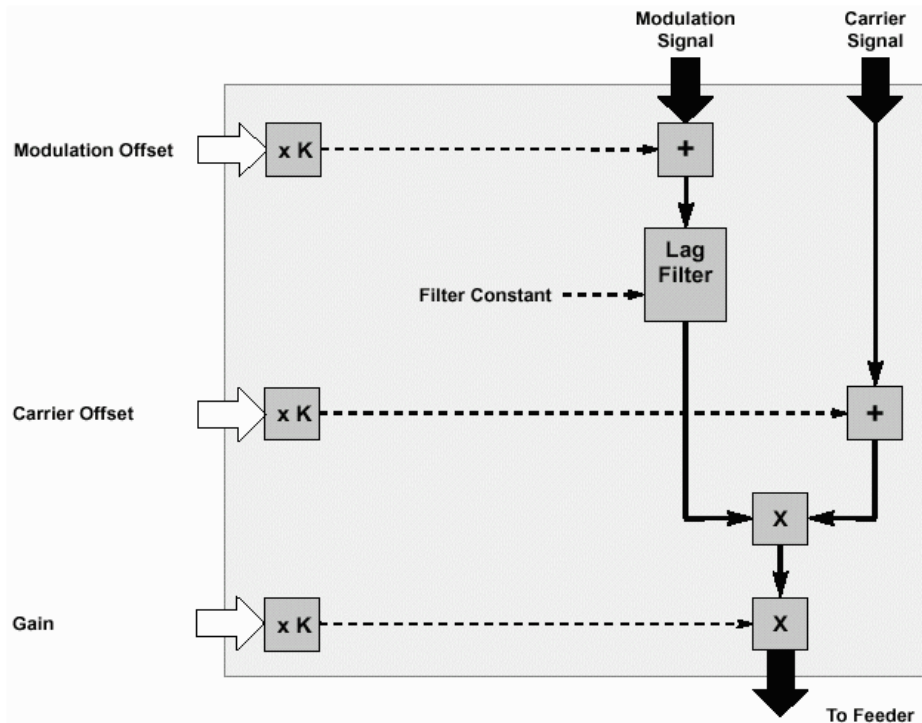 Modulation
Signal
Carrier
Signal
Modulation Offset
x K
+
Lag
Filter
Filter Constant
Carrier Offset
x K
+
X
Gain
x K
X
To Feeder